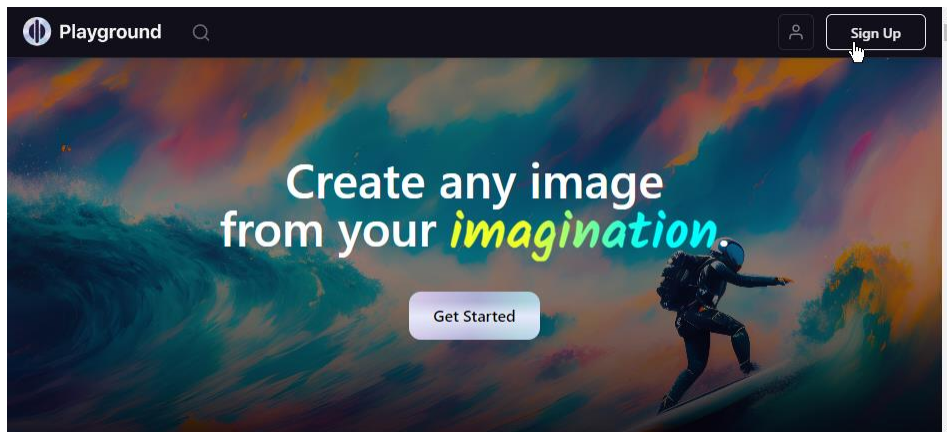 Playground
Sign Up
Create any image
from your imagination.
Get Started